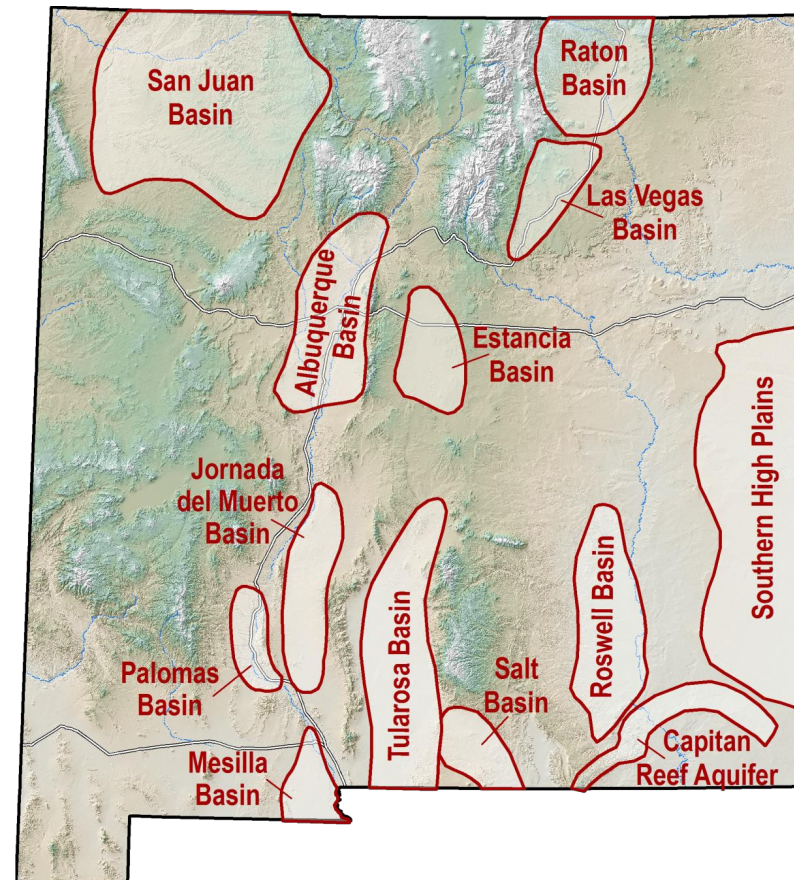 San Juan
Basin
Raton
Basin
Las Vegas
Basin
Albuquerque
Basin
Estancia
Basin
Southern High Plains
Jornada
del Muerto
Basin
Tularosa Basin
Roswell Basin
Palomas
Basin
Salt
Basin
Mesilla
Basin
Capitan
Reef Aquifer